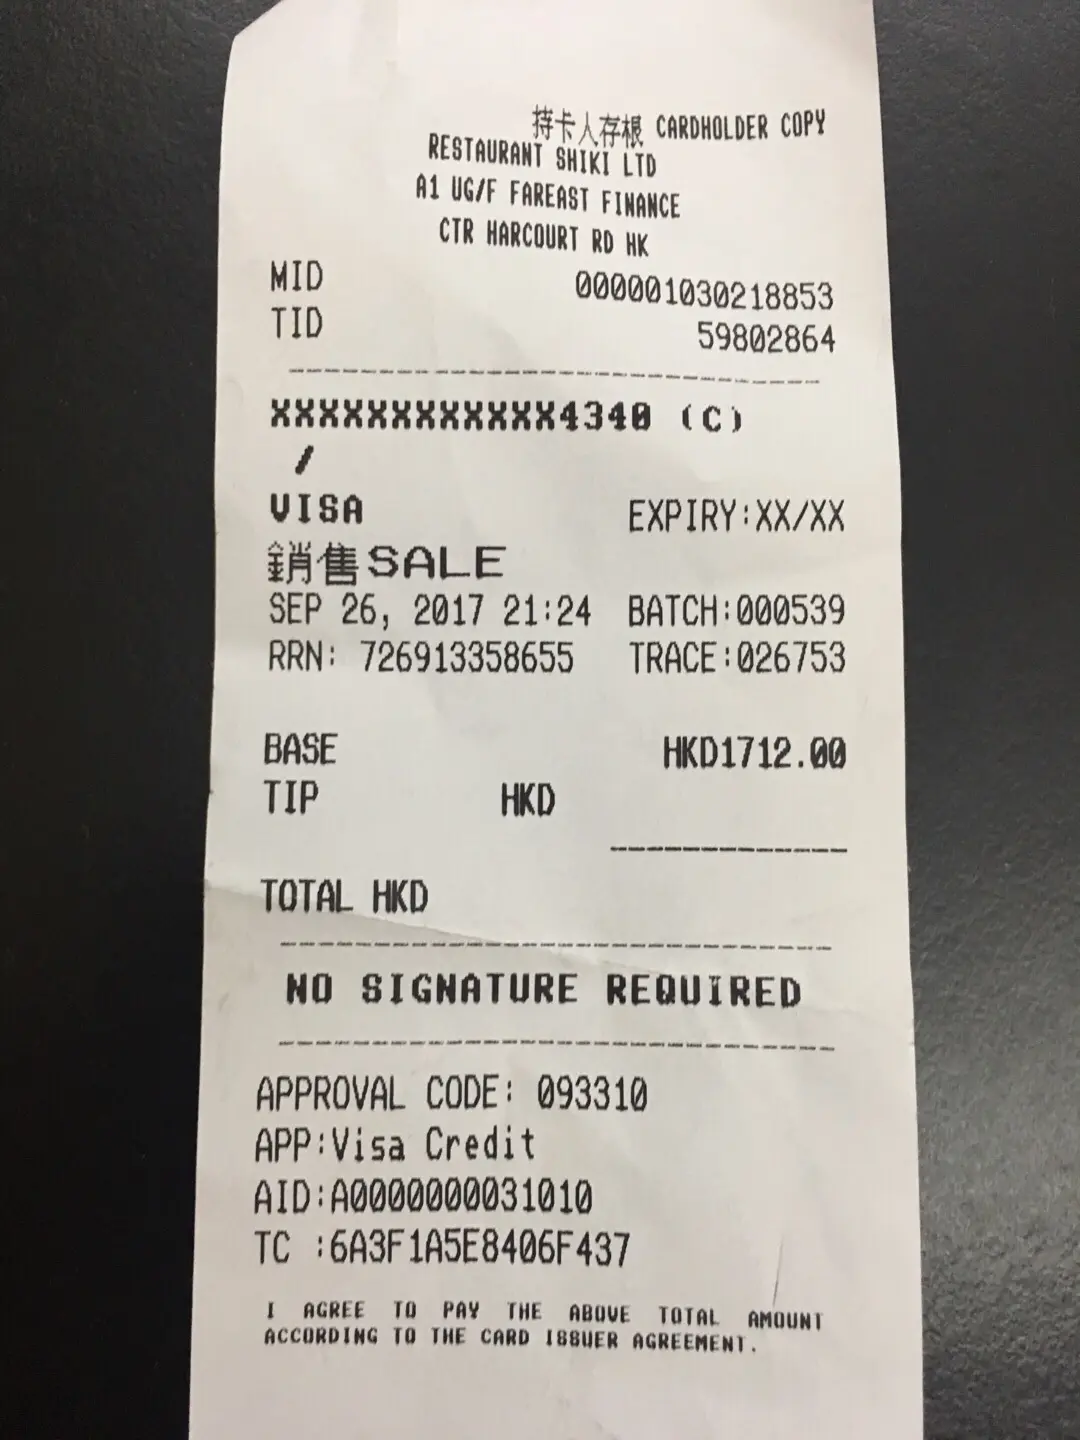 持卡人存根 CARDHOLDER COPY
RESTAURANT SHIKI LTD
A1 UG/F FAREAST FINANCE
CTR HARCOURT RD HK
MID 000001030218853
TID 59802864
XXXXXXXXXXXX4340 (C)
/
VISA EXPIRY:XX/XX
銷售SALE
SEP 26, 2017 21:24 BATCH:000539
RRN: 726913358655 TRACE:026753
BASE HKD1712.00
TIP HKD
TOTAL HKD
NO SIGNATURE REQUIRED
APPROVAL CODE: 093310
APP:Visa Credit
AID:A0000000031010
TC :6A3F1A5E8406F437
I AGREE TO PAY THE ABOVE TOTAL AMOUNT
ACCORDING TO THE CARD ISSUER AGREEMENT.